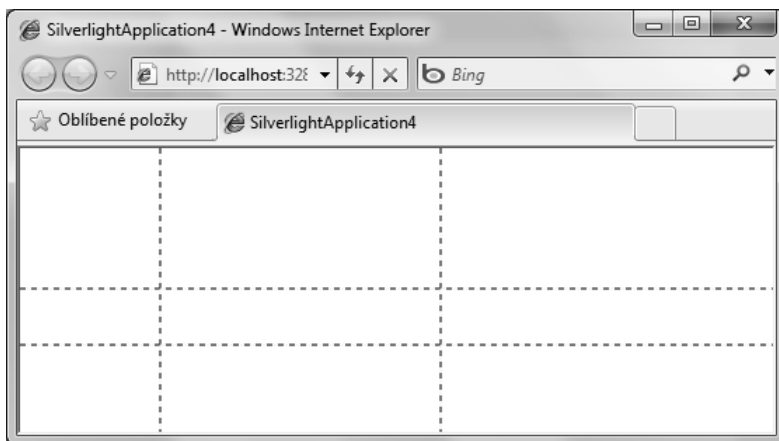 SilverlightApplication4 - Windows Internet Explorer
http://localhost:328
Bing
Oblíbené položky
SilverlightApplication4